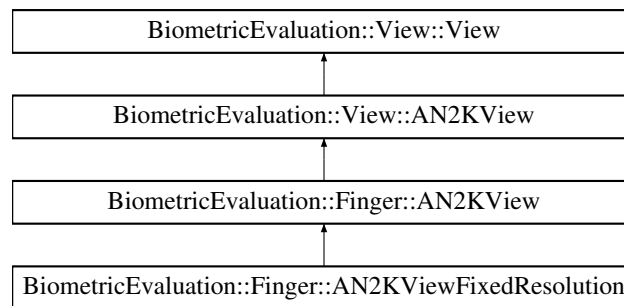 BiometricEvaluation::View::View
BiometricEvaluation::View::AN2KView
BiometricEvaluation::Finger::AN2KView
BiometricEvaluation::Finger::AN2KViewFixedResolution